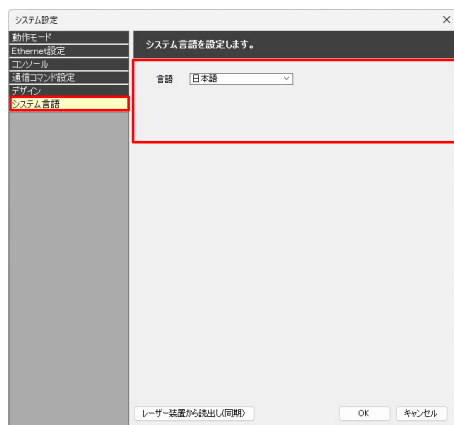 システム設定
動作モード
Ethernet設定
コンソール
通信コマンド設定
デザイン
システム言語
システム言語を設定します。
言語 日本語
レーザー装置から読出し(同期)
OK キャンセル